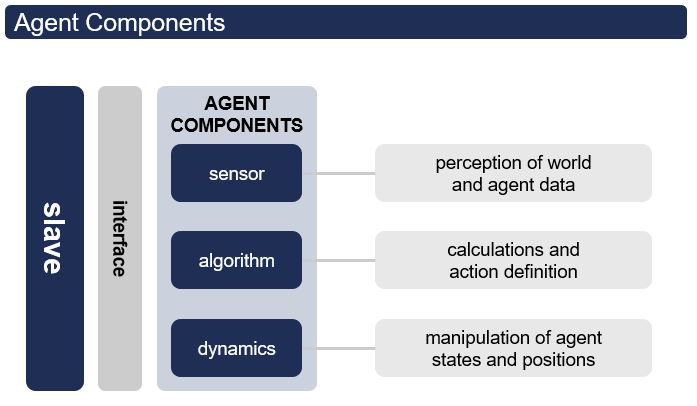 Agent Components
slave
interface
AGENT
COMPONENTS
sensor
perception of world
and agent data
algorithm
calculations and
action definition
dynamics
manipulation of agent
states and positions